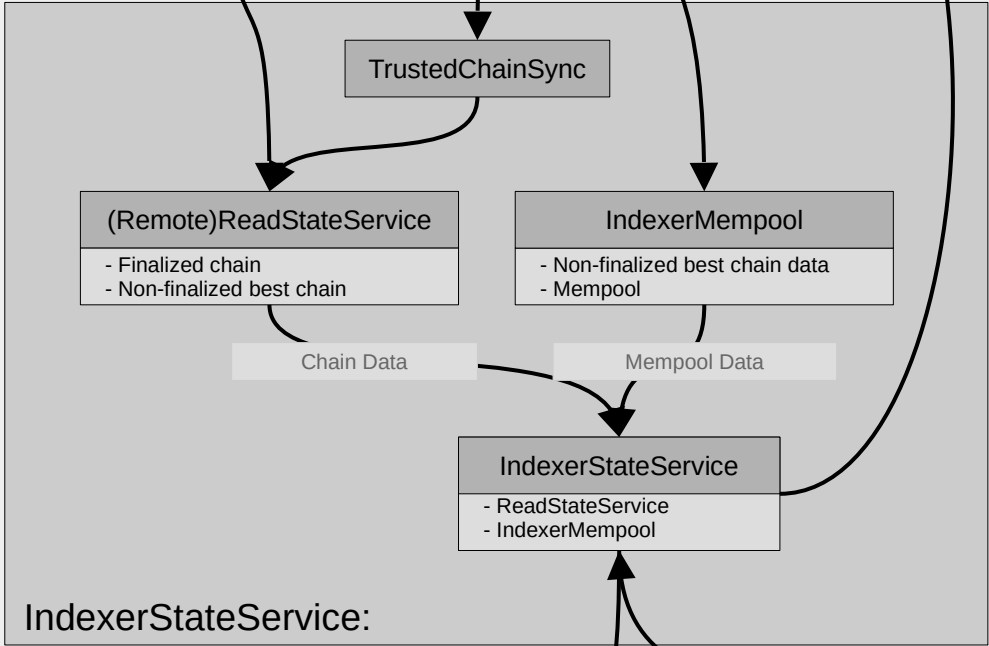 TrustedChainSync
(Remote)ReadStateService
- Finalized chain
- Non-finalized best chain
IndexerMempool
- Non-finalized best chain data
- Mempool
Chain Data
Mempool Data
IndexerStateService
- ReadStateService
- IndexerMempool
IndexerStateService: